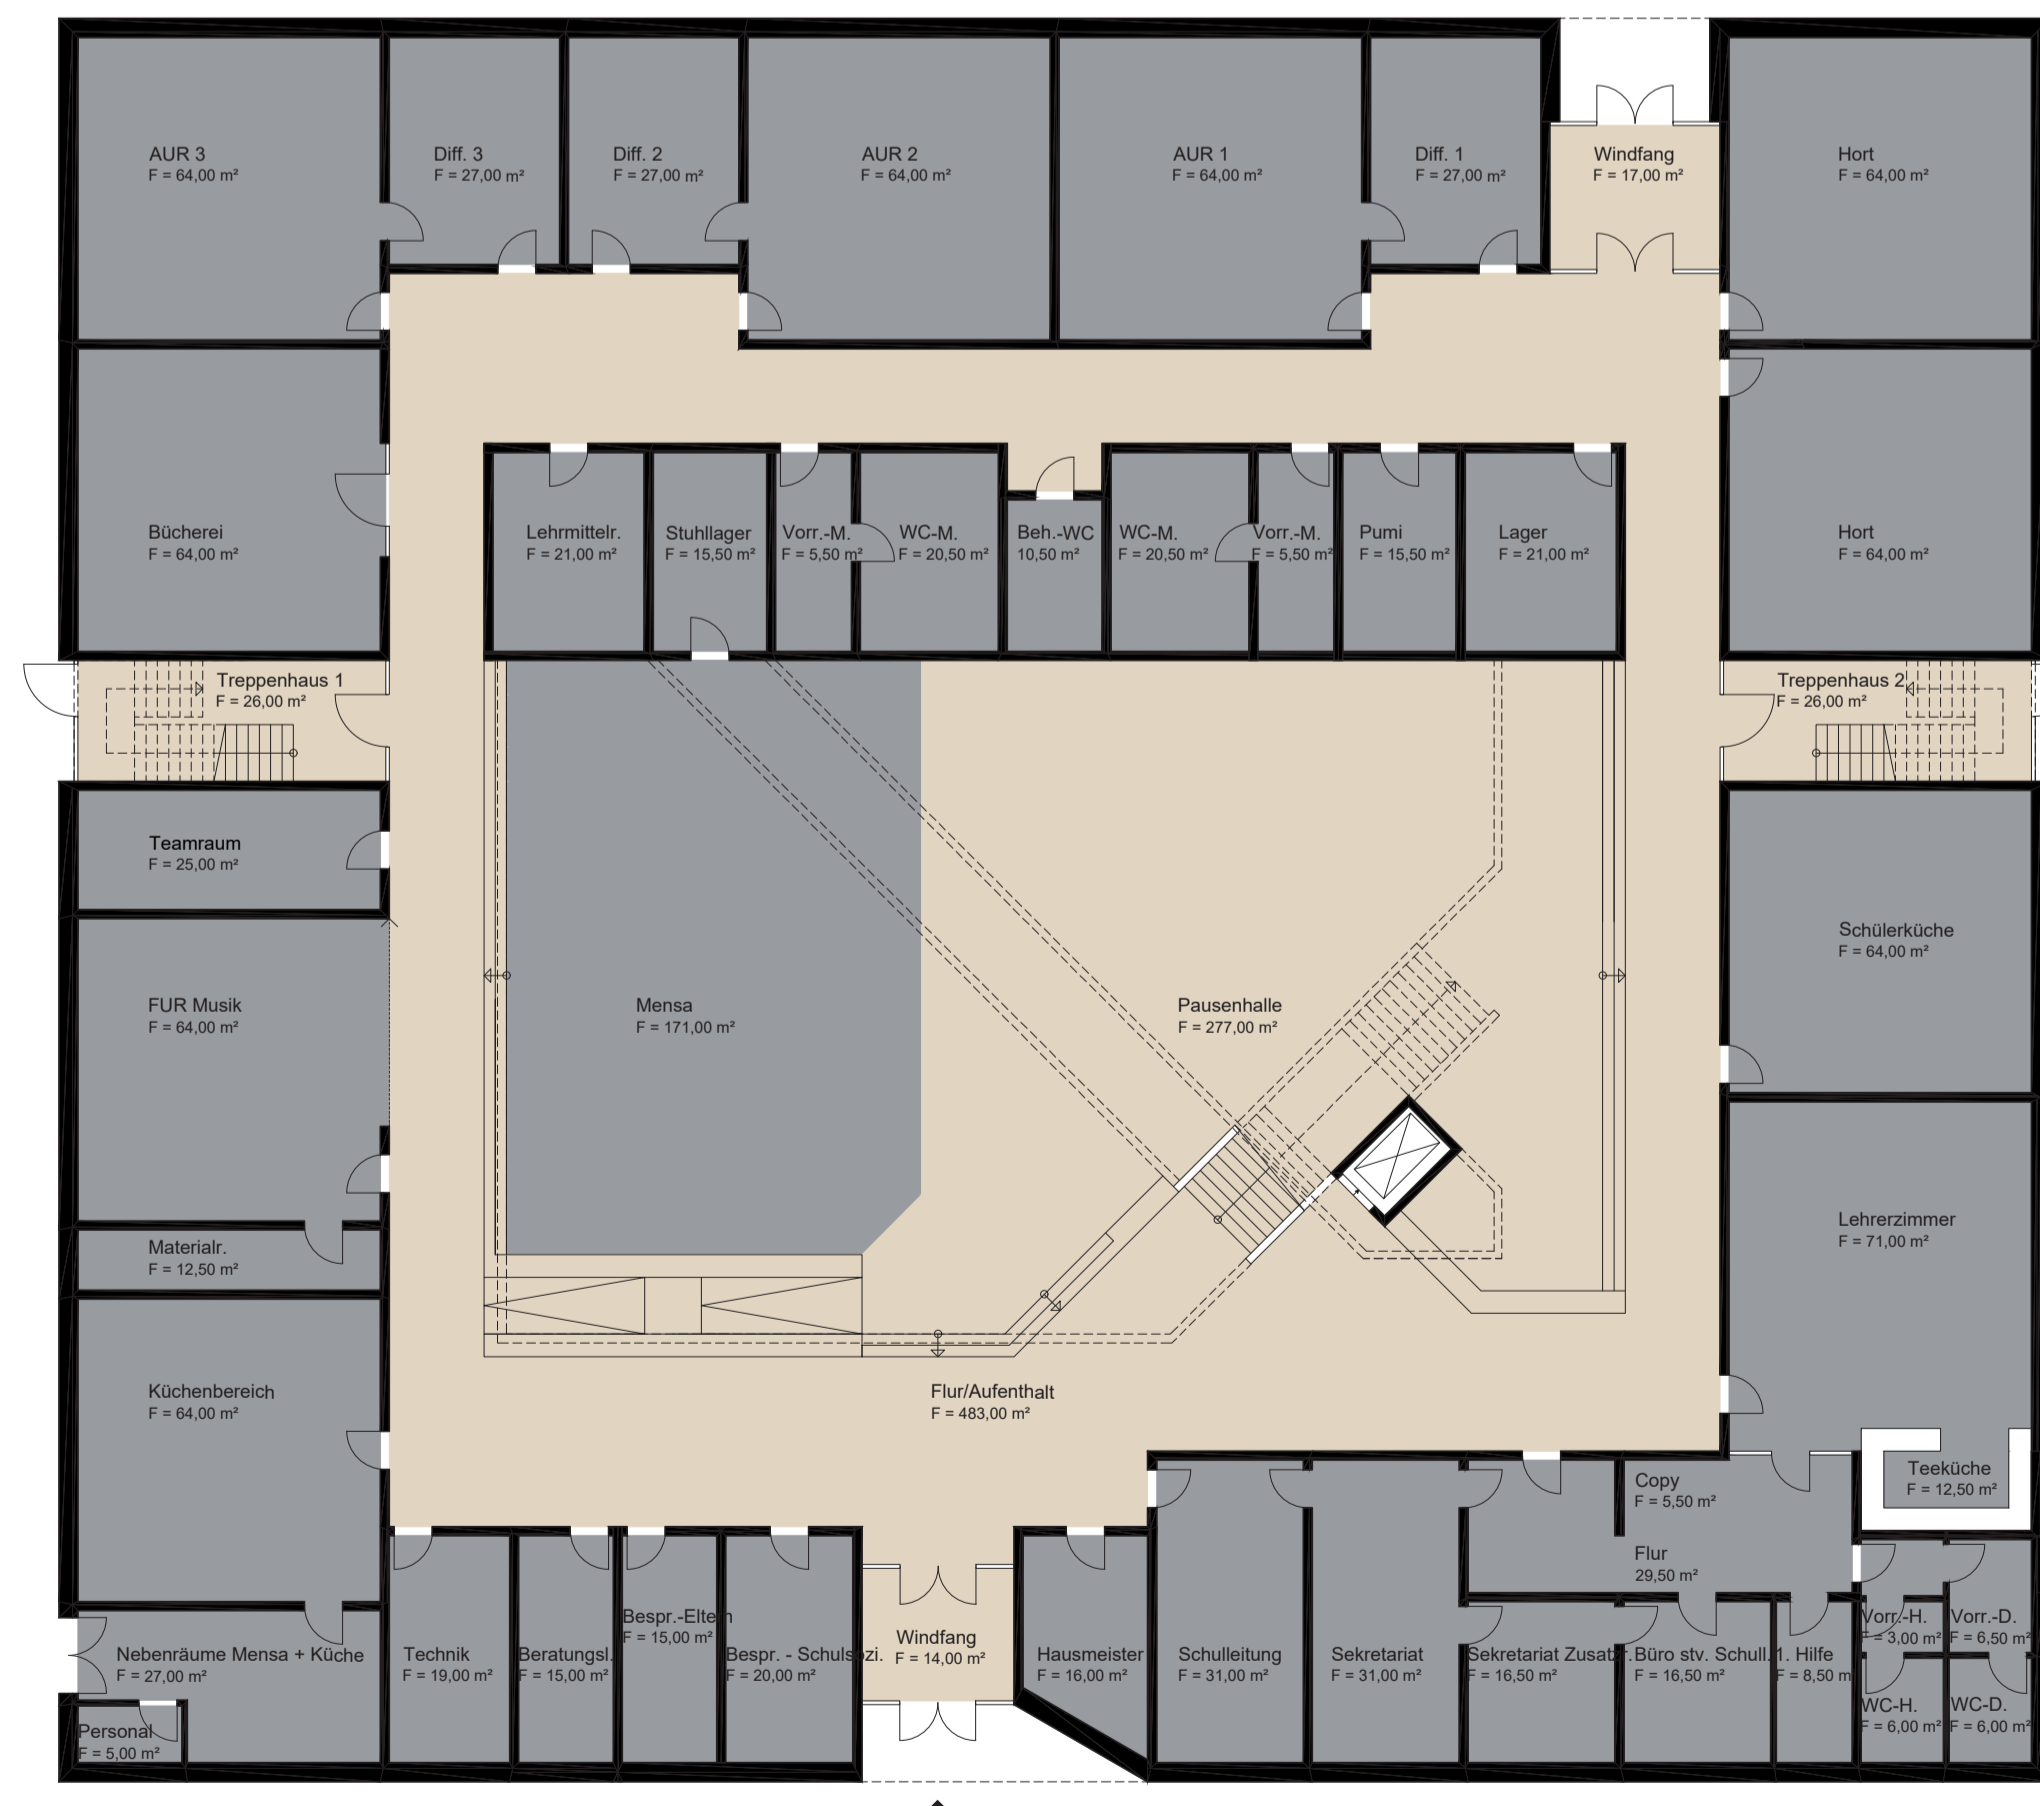 AUR 3
F = 64,00 m²
Diff. 3
F = 27,00 m²
Diff. 2
F = 27,00 m²
AUR 2
F = 64,00 m²
AUR 1
F = 64,00 m²
Diff. 1
F = 27,00 m²
Windfang
F = 17,00 m²
Hort
F = 64,00 m²
Bücherei
F = 64,00 m²
Lehrmittelr.
F = 21,00 m²
Stuhllager
F = 15,50 m²
Vorr.-M.
F = 5,50 m²
WC-M.
F = 20,50 m²
Beh.-WC
10,50 m²
WC-M.
F = 20,50 m²
Vorr.-M.
F = 5,50 m²
Pumi
F = 15,50 m²
Lager
F = 21,00 m²
Hort
F = 64,00 m²
Treppenhaus 1
F = 26,00 m²
Treppenhaus 2
F = 26,00 m²
Teamraum
F = 25,00 m²
Schülerküche
F = 64,00 m²
FUR Musik
F = 64,00 m²
Mensa
F = 171,00 m²
Pausenhalle
F = 277,00 m²
Materialr.
F = 12,50 m²
Lehrerzimmer
F = 71,00 m²
Küchenbereich
F = 64,00 m²
Flur/Aufenthalt
F = 483,00 m²
Teeküche
F = 12,50 m²
Copy
F = 5,50 m²
Flur
29,50 m²
Nebenräume Mensa + Küche
F = 27,00 m²
Personal
F = 5,00 m²
Technik
F = 19,00 m²
Beratungsl.
F = 15,00 m²
Bespr.-Eltern
F = 15,00 m²
Bespr. - Schulsozi.
F = 20,00 m²
Windfang
F = 14,00 m²
Hausmeister
F = 16,00 m²
Schulleitung
F = 31,00 m²
Sekretariat
F = 31,00 m²
Sekretariat Zusatzr.
F = 16,50 m²
Büro stv. Schull.
F = 16,50 m²
1. Hilfe
F = 8,50 m
Vorr.-H.
F = 3,00 m²
Vorr.-D.
F = 6,50 m²
WC-H.
F = 6,00 m²
WC-D.
F = 6,00 m²